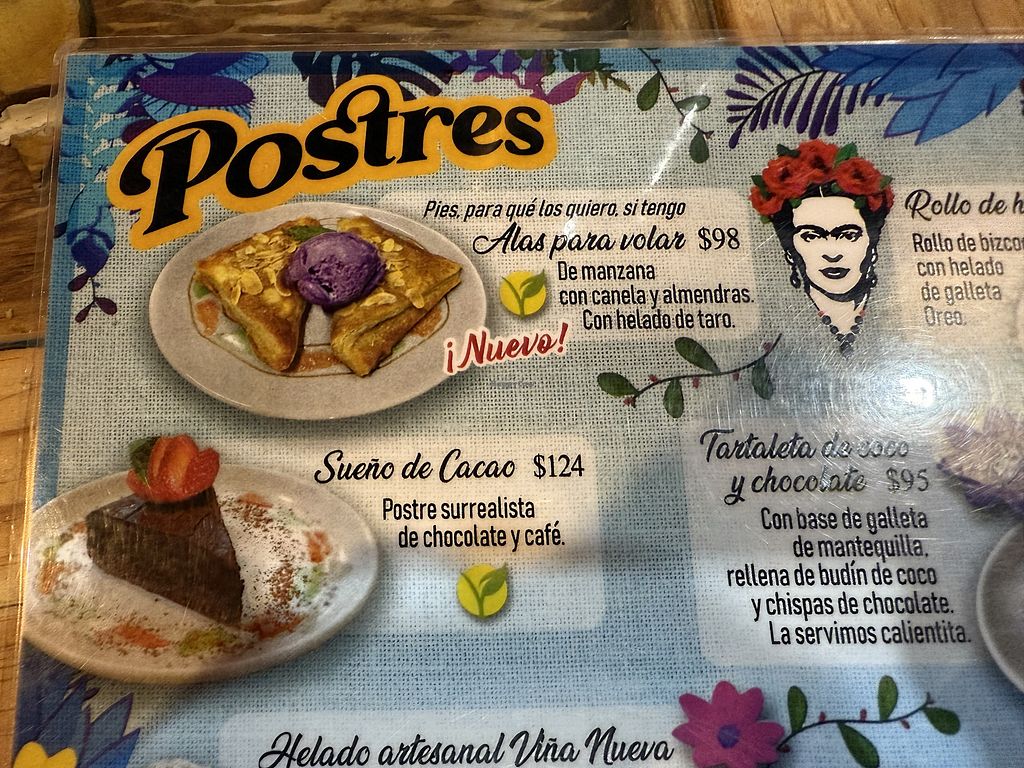 Postres
Pies, para qué los quiero, si tengo
Alas para volar $98
De manzana
con canela y almendras.
Con helado de taro.
¡Nuevo!
Rollo de
Rollo de
con helado
de galleta
Oreo.
Sueño de Cacao $124
Postre surrealista
de chocolate y café.
Tartaleta de coco
y chocolate $95
Con base de galleta
de mantequilla,
rellena de budín de coco
y chispas de chocolate.
La servimos calientita.
Helado artesanal Viña Nueva